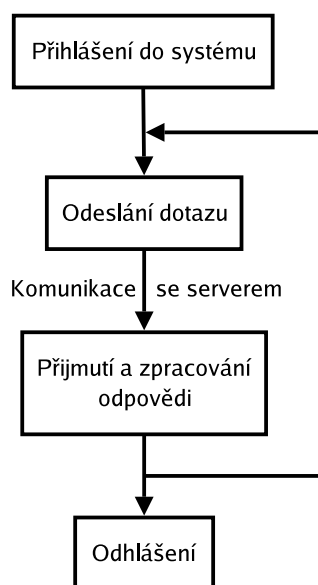 Přihlášení do systému
Odeslání dotazu
Komunikace se serverem
Přijmutí a zpracování
odpovědi
Odhlášení